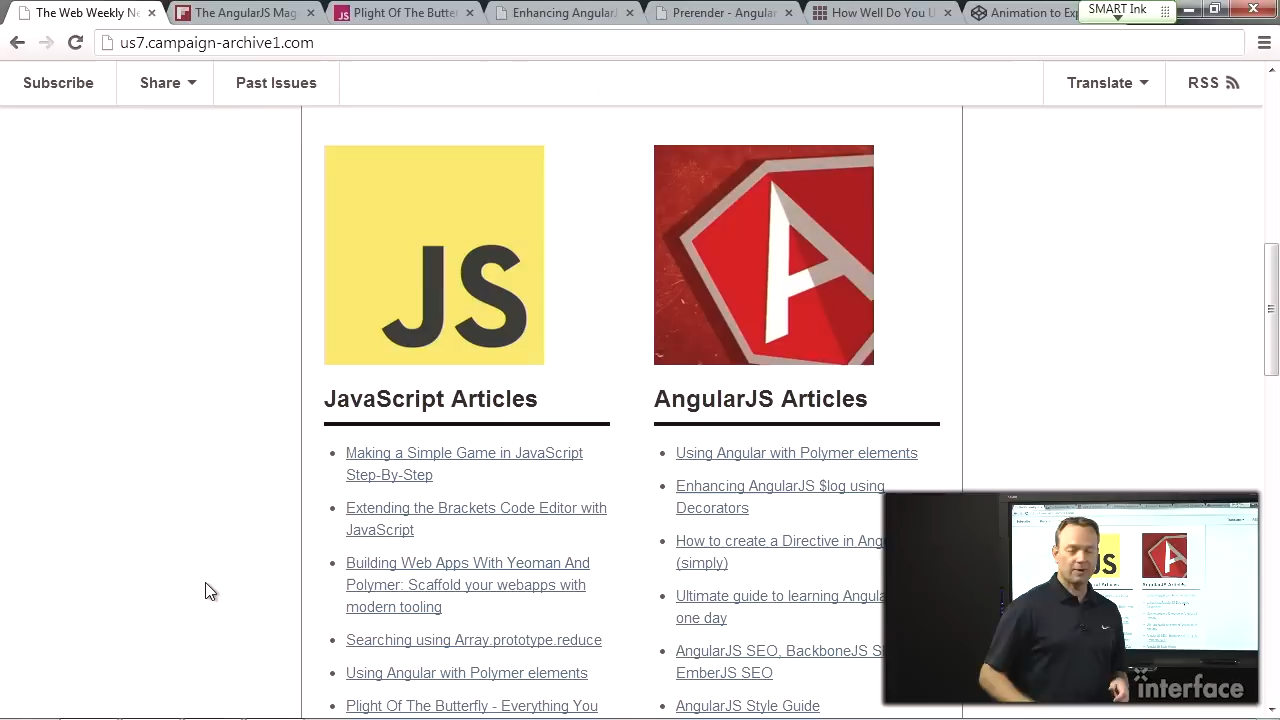 The Web Weekly Ne
The AngularJS Mag
Plight Of The Butter
Enhancing AngularJ
Prerender - Angular
How Well Do You U
Animation to Exp
SMART Ink
us7.campaign-archive1.com
Subscribe
Share
Past Issues
Translate
RSS
JS
A
JavaScript Articles
Making a Simple Game in JavaScript
Step-By-Step
Extending the Brackets Code Editor with
JavaScript
Building Web Apps With Yeoman And
Polymer: Scaffold your webapps with
modern tooling
Searching using Array.prototype.reduce
Using Angular with Polymer elements
Plight Of The Butterfly - Everything You
AngularJS Articles
Using Angular with Polymer elements
Enhancing AngularJS $log using
Decorators
How to create a Directive in Ang
(simply)
Ultimate guide to learning Angula
one day
Angular SEO, BackboneJS S
EmberJS SEO
AngularJS Style Guide
interface